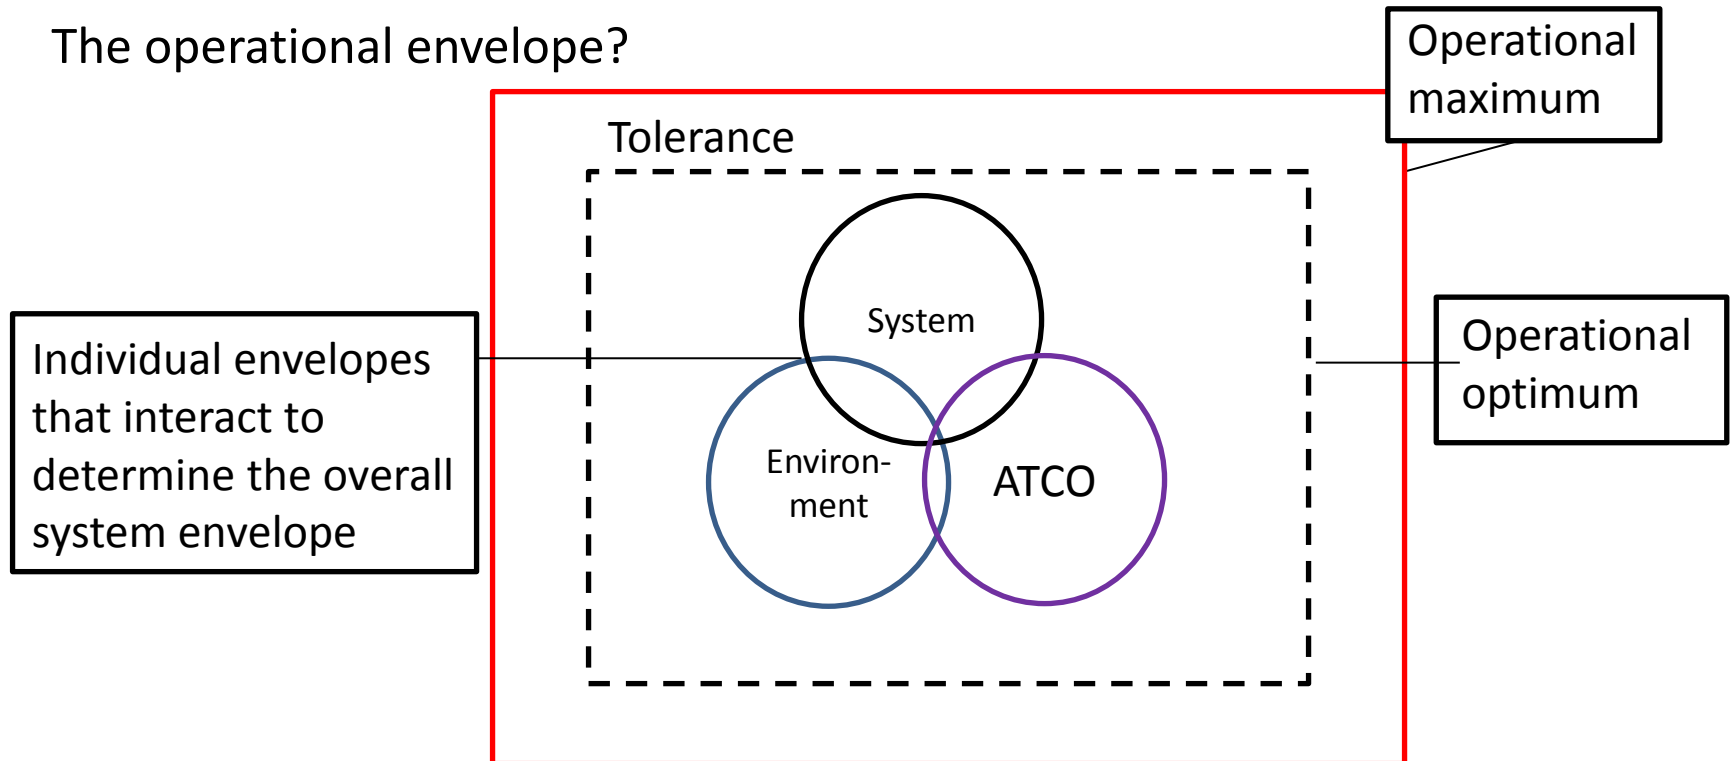 The operational envelope?
Operational
maximum
Tolerance
System
Individual envelopes
that interact to
determine the overall
system envelope
Operational
optimum
Environ-
ment
ATCO